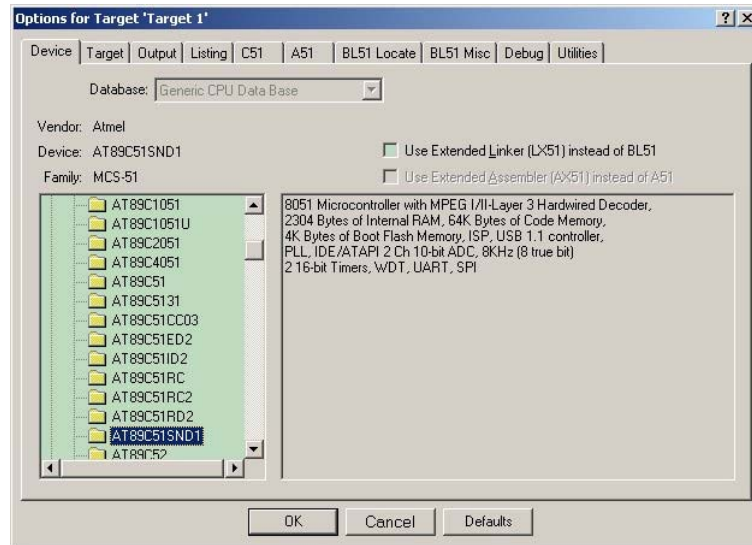 Options for Target 'Target 1'
Device Target Output Listing C51 A51 BL51 Locate BL51 Misc Debug Utilities
Database: Generic CPU Data Base
Vendor: Atmel
Device: AT89C51SND1
Use Extended Linker (LX51) instead of BL51
Family: MCS-51
Use Extended Assembler (AX51) instead of A51
AT89C1051
AT89C1051U
AT89C2051
AT89C4051
AT89C51
AT89C5131
AT89C51CC03
AT89C51ED2
AT89C51ID2
AT89C51RC
AT89C51RC2
AT89C51RD2
AT89C51SND1
AT89C52
8051 Microcontroller with MPEG I/II-Layer 3 Hardwired Decoder,
2304 Bytes of Internal RAM, 64K Bytes of Code Memory,
4K Bytes of Boot Flash Memory, ISP, USB 1.1 controller,
PLL, IDE/ATAPI 2 Ch 10-bit ADC, 8KHz (8 true bit)
2 16-bit Timers, WDT, UART, SPI
OK Cancel Defaults